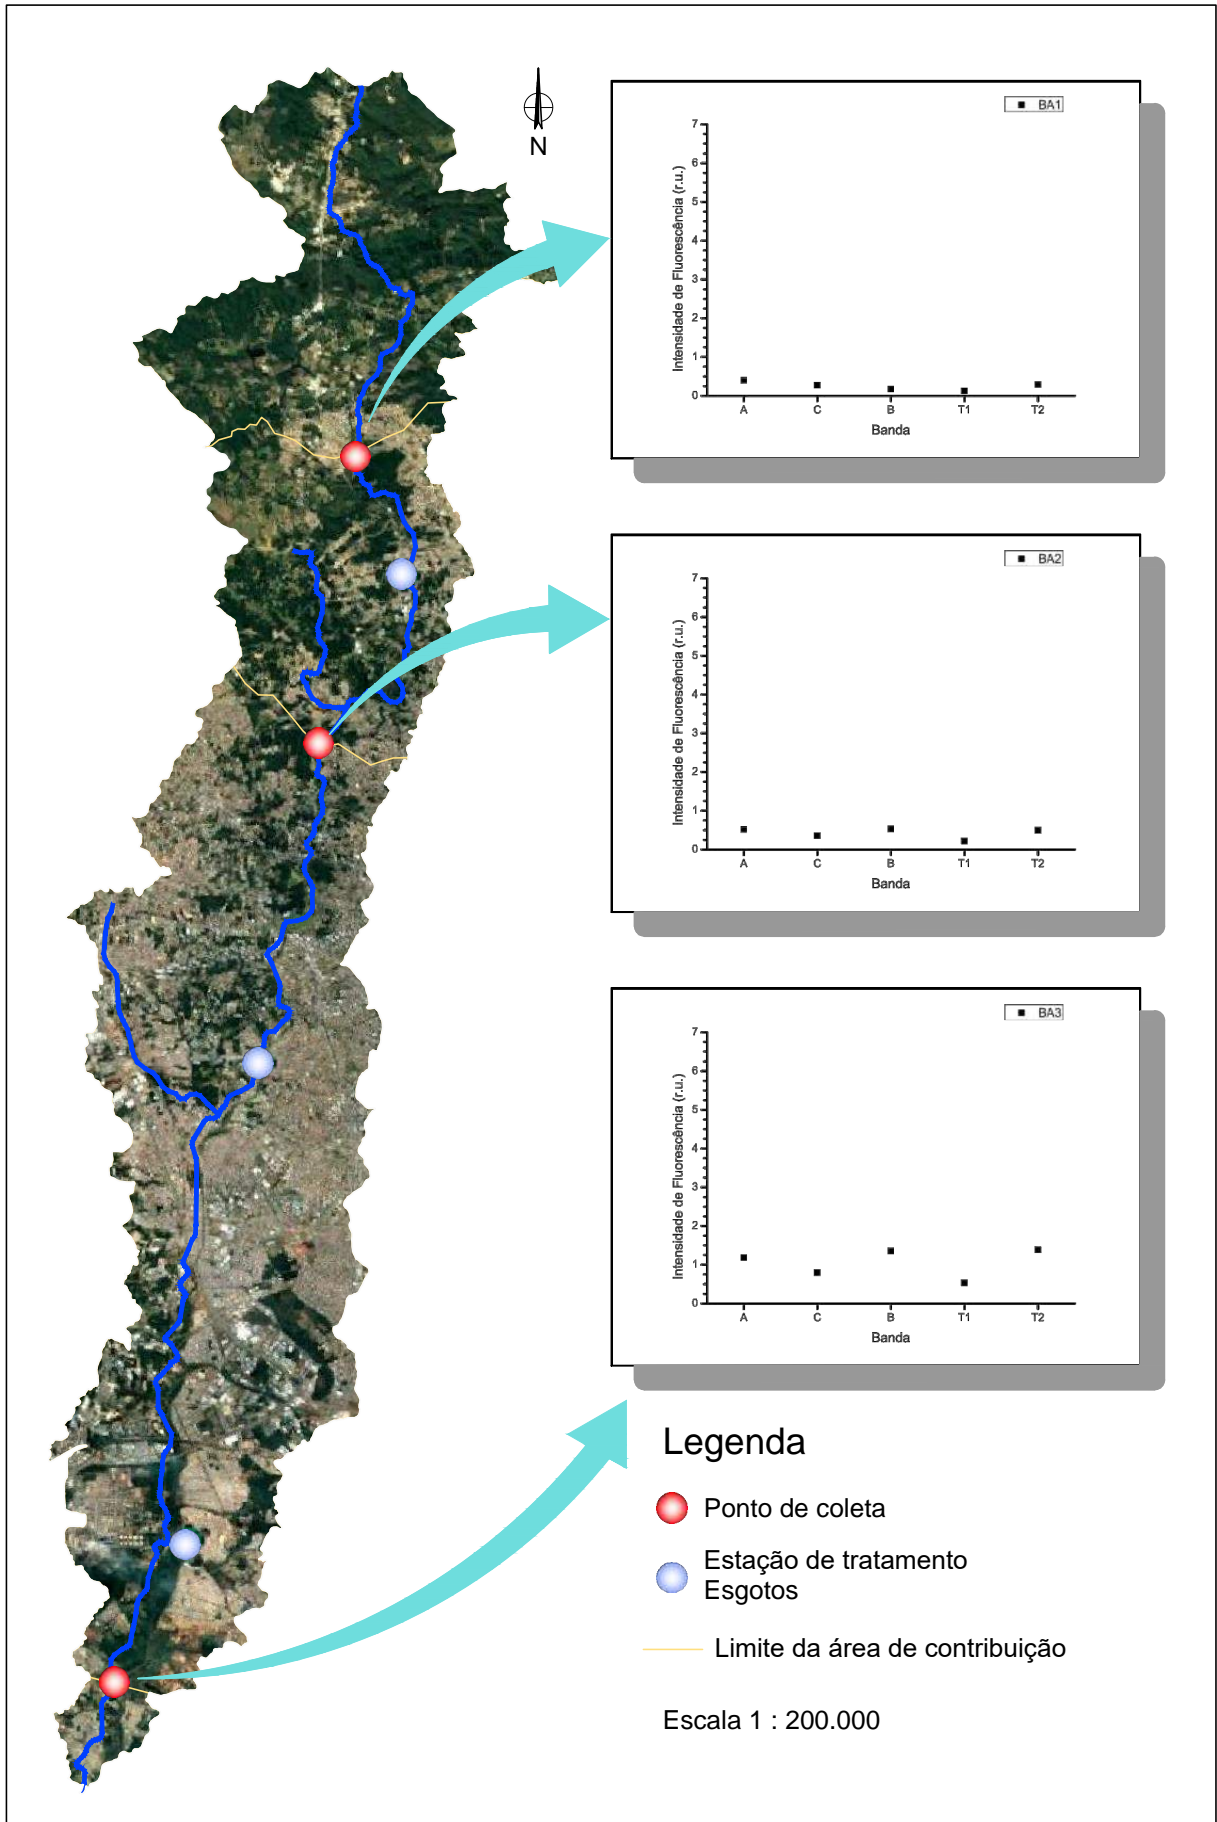 N
BA1
Intensidade de Fluorescência (r.u.)
7
6
5
4
3
2
1
0
A C B T1 T2
Banda
BA2
Intensidade de Fluorescência (r.u.)
7
6
5
4
3
2
1
0
A C B T1 T2
Banda
BA3
Intensidade de Fluorescência (r.u.)
7
6
5
4
3
2
1
0
A C B T1 T2
Banda
Legenda
Ponto de coleta
Estação de tratamento
Esgotos
Limite da área de contribuição
Escala 1 : 200.000